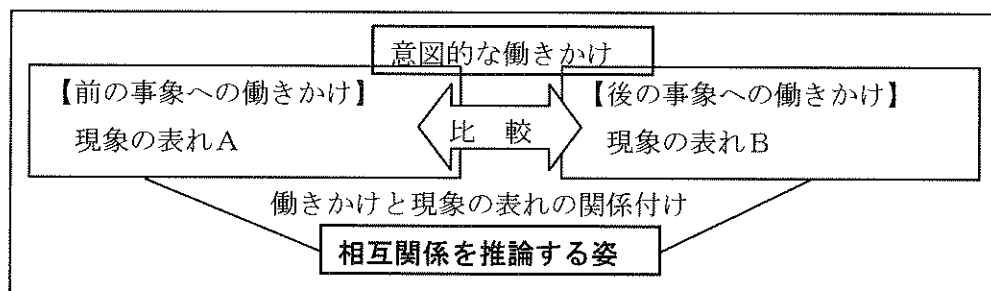 意図的な働きかけ
【前の事象への働きかけ】
現象の表れA
比 較
【後の事象への働きかけ】
現象の表れB
働きかけと現象の表れの関係付け
相互関係を推論する姿